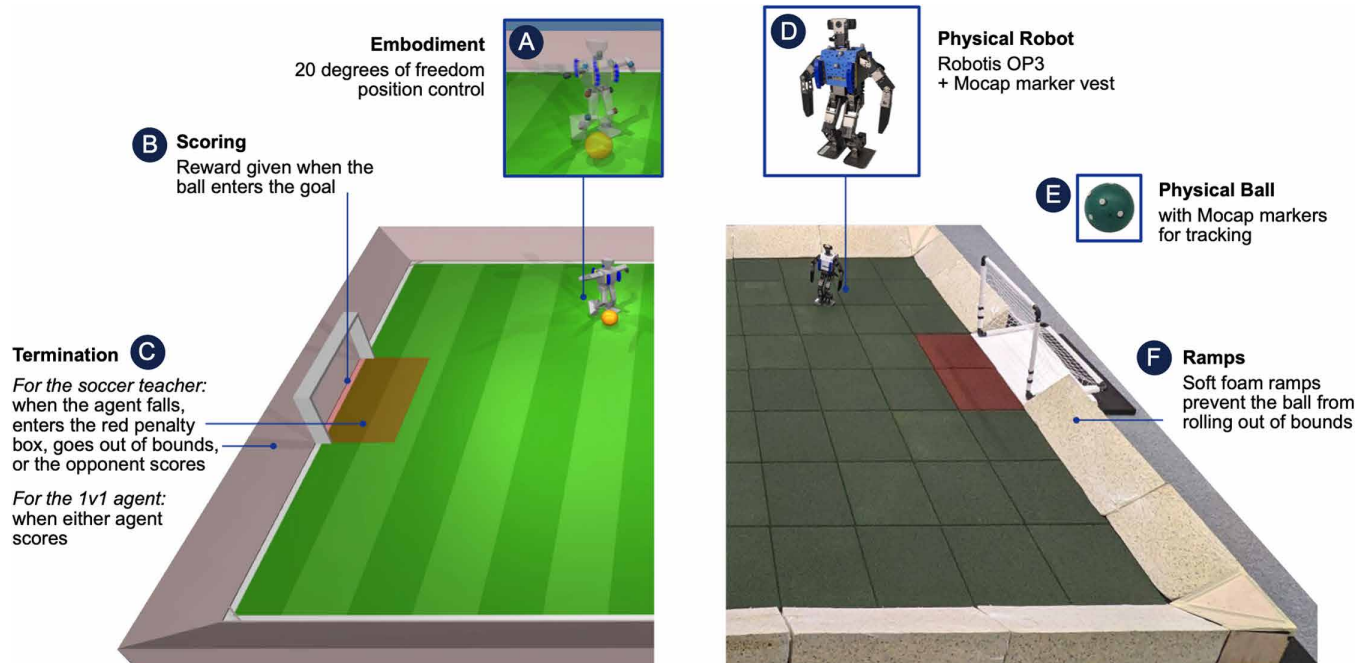 A
Embodiment
20 degrees of freedom
position control
B
Scoring
Reward given when the
ball enters the goal
Termination
C
For the soccer teacher:
when the agent falls,
enters the red penalty
box, goes out of bounds,
or the opponent scores
For the 1v1 agent:
when either agent
scores
D
Physical Robot
Robotis OP3
+ Mocap marker vest
E
Physical Ball
with Mocap markers
for tracking
F
Ramps
Soft foam ramps
prevent the ball from
rolling out of bounds